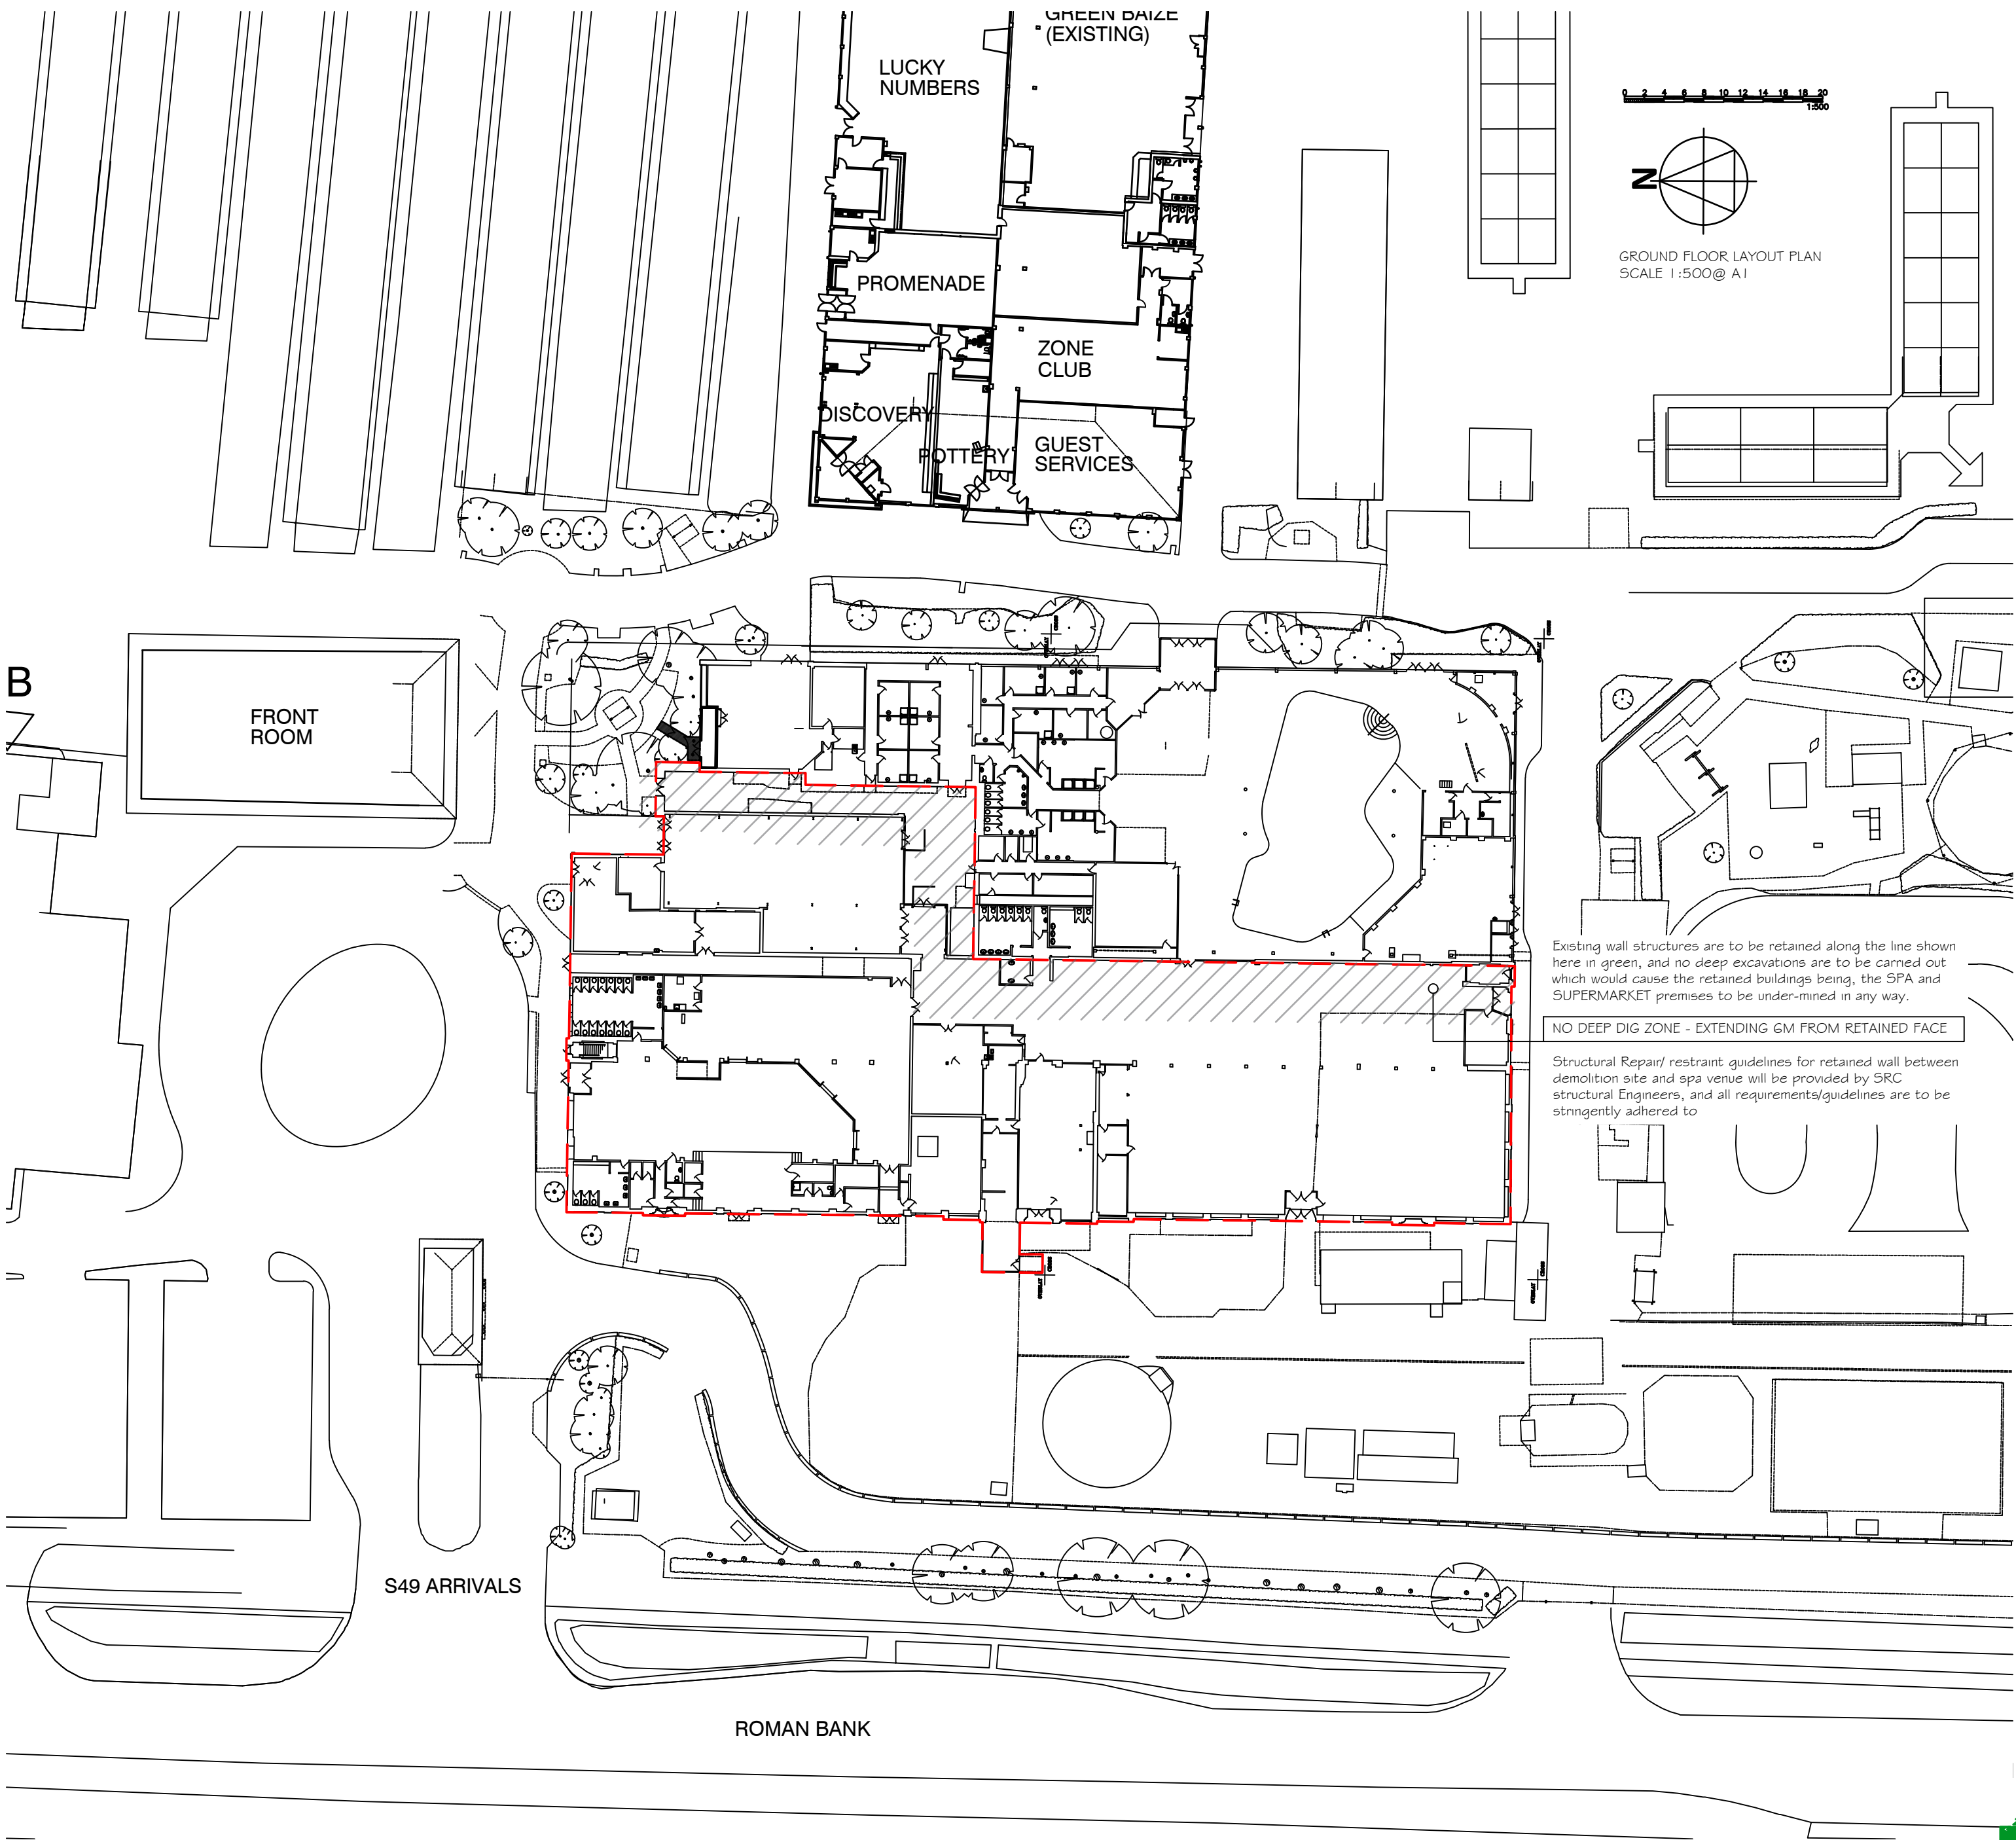 GREEN BAIZE
(EXISTING)
LUCKY
NUMBERS
0 2 4 6 8 10 12 14 16 18 20
1:500
N
GROUND FLOOR LAYOUT PLAN
SCALE 1:500@ A1
PROMENADE
ZONE
CLUB
DISCOVERY
POTTERY
GUEST
SERVICES
B
FRONT
ROOM
Existing wall structures are to be retained along the line shown
here in green, and no deep excavations are to be carried out
which would cause the retained buildings being, the SPA and
SUPERMARKET premises to be under-mined in any way.
NO DEEP DIG ZONE - EXTENDING 6M FROM RETAINED FACE
Structural Repair/ restraint guidelines for retained wall between
demolition site and spa venue will be provided by SRC
structural Engineers, and all requirements/guidelines are to be
stringently adhered to
S49 ARRIVALS
ROMAN BANK